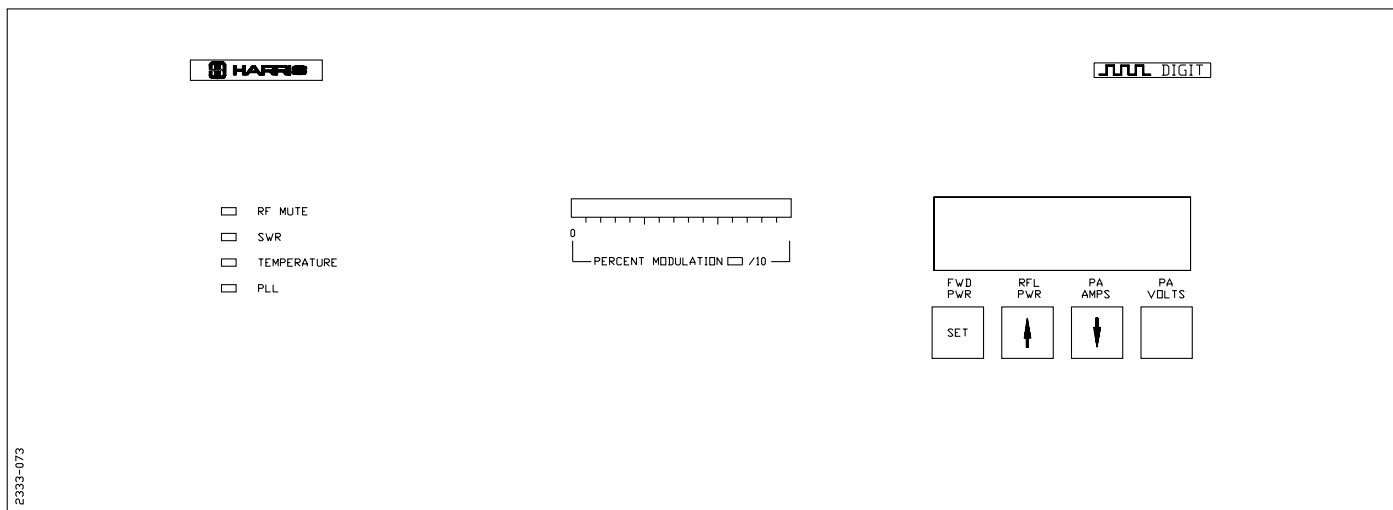 HARRIS
DIGIT
RF MUTE
SWR
TEMPERATURE
PLL
0
PERCENT MODULATION /10
FWD PWR
RFL PWR
PA AMPS
PA VOLTS
SET
2333-073